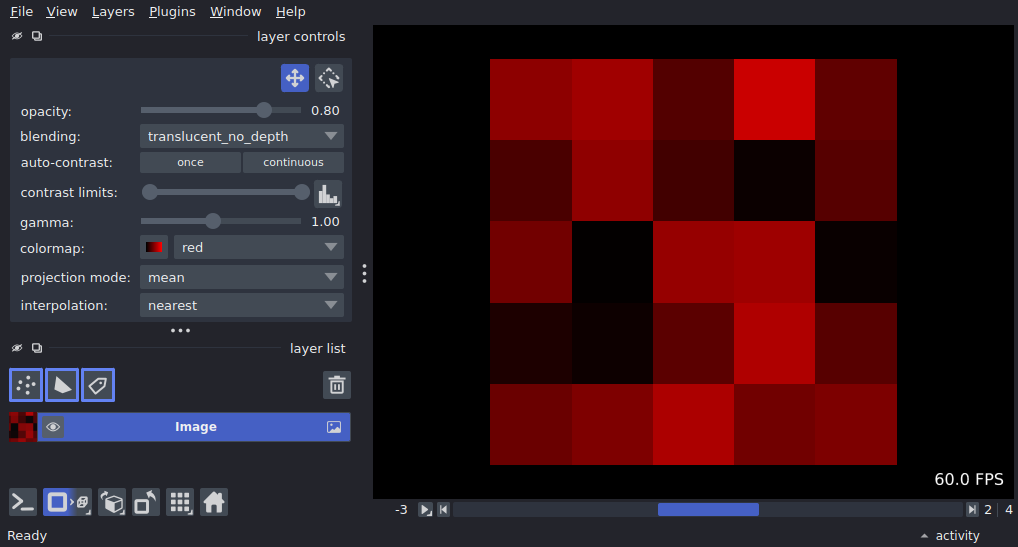 File View Layers Plugins Window Help
layer controls
opacity: 0.80
blending: translucent_no_depth
auto-contrast: once continuous
contrast limits:
gamma: 1.00
colormap: red
projection mode: mean
interpolation: nearest
layer list
Image
60.0 FPS
-3 2 4
Ready activity